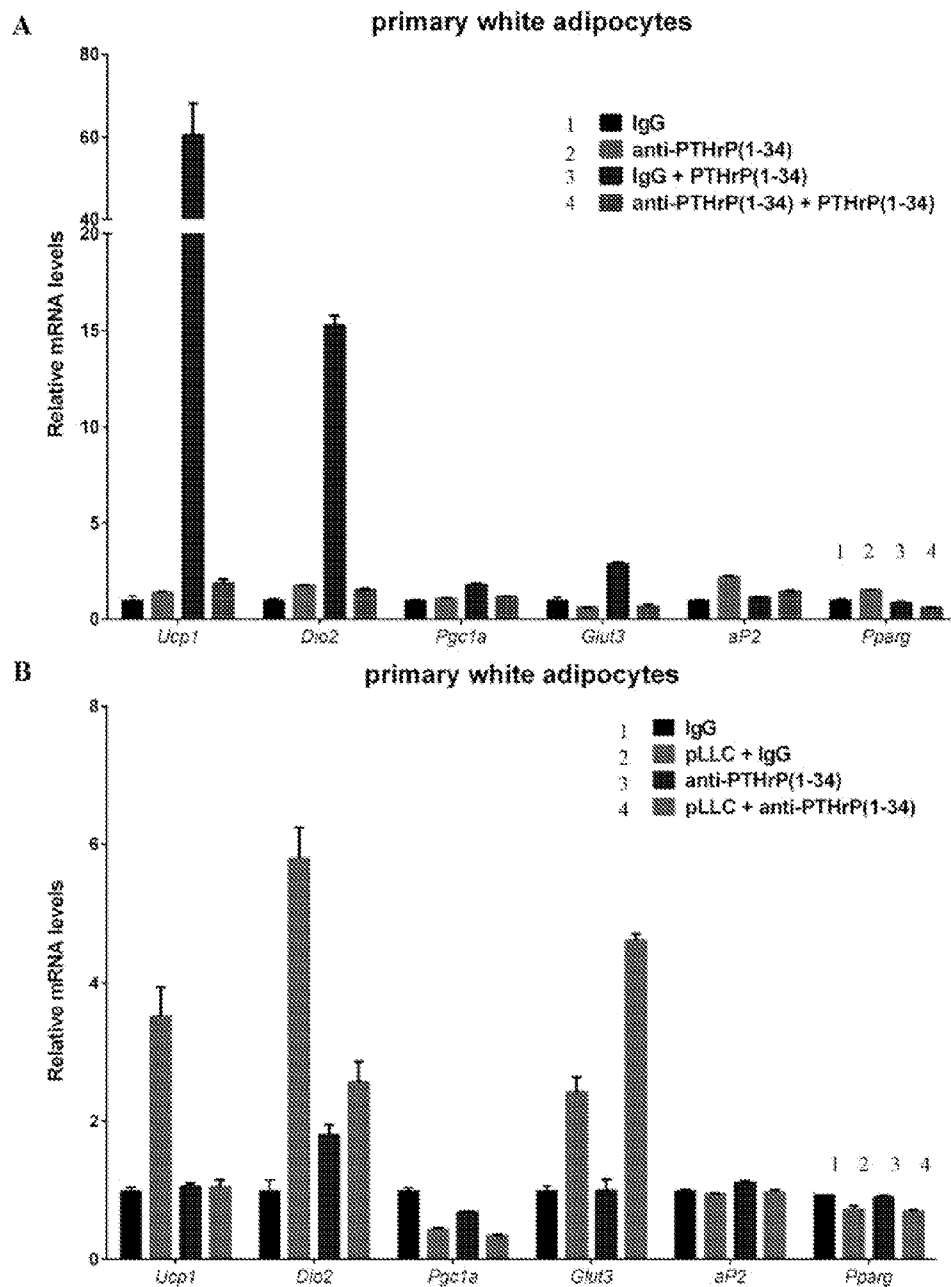 A
primary white adipocytes
80
60
40
20
15
10
5
0
Relative mRNA levels
1 IgG
2 anti-PTHrP(1-34)
3 IgG + PTHrP(1-34)
4 anti-PTHrP(1-34) + PTHrP(1-34)
1 2 3 4
Ucp1 Dio2 Pgc1a Glut3 aP2 Pparg
B
primary white adipocytes
8
6
4
2
0
Relative mRNA levels
1 IgG
2 pLLC + IgG
3 anti-PTHrP(1-34)
4 pLLC + anti-PTHrP(1-34)
1 2 3 4
Ucp1 Dio2 Pgc1a Glut3 aP2 Pparg